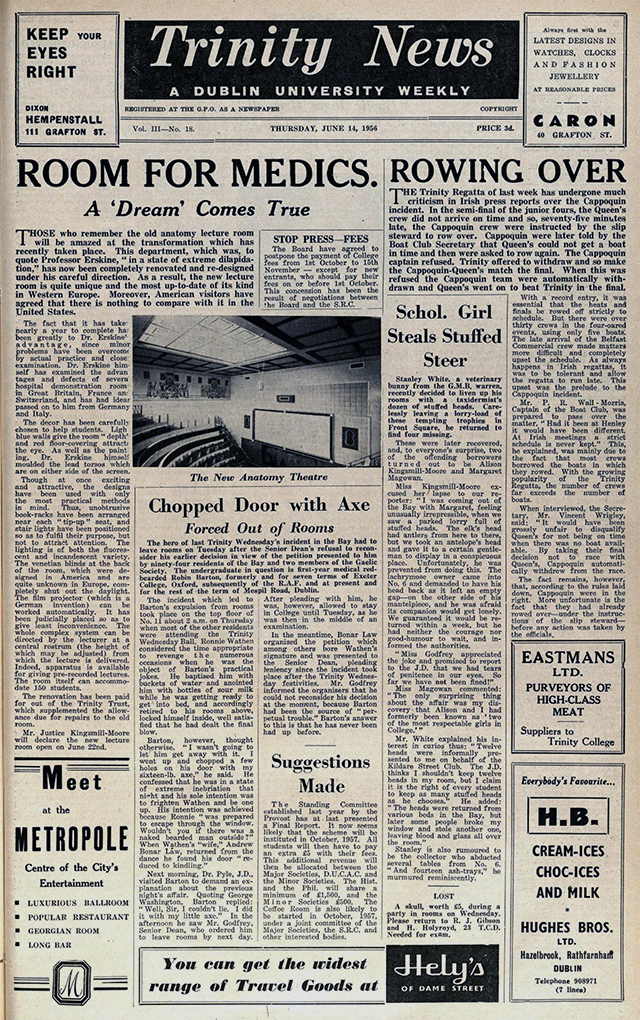 KEEP YOUR
EYES
RIGHT
DIXON
HEMPENSTALL
111 GRAFTON ST.
Trinity News
A DUBLIN UNIVERSITY WEEKLY
REGISTERED AT THE G.P.O. AS A NEWSPAPER
COPYRIGHT
Vol. III—No. 18.
THURSDAY, JUNE 14, 1956
PRICE 3d.
Always first with the
LATEST DESIGNS IN
WATCHES, CLOCKS
AND FASHION
JEWELLERY
AT REASONABLE PRICES
CARON
40 GRAFTON ST.
ROOM FOR MEDICS.
A 'Dream' Comes True
THOSE who remember the old anatomy lecture room
will be amazed at the transformation which has
recently taken place. This department, which was, to
quote Professor Erskine, "in a state of extreme dilapida-
tion," has now been completely renovated and re-designed
under his careful direction. As a result, the new lecture
room is quite unique and the most up-to-date of its kind
in Western Europe. Moreover, American visitors have
agreed that there is nothing to compare with it in the
United States.
STOP PRESS—FEES
The Board have agreed to
postpone the payment of College
fees from 1st October to 15th
November — except for new
entrants, who should pay their
fees on or before 1st October.
This concession has been the
result of negotiations between
the Board and the S.R.C.
The fact that it has take
nearly a year to complete ha
been greatly to Dr. Erskine'
advantage, since minor
problems have been overcome
by actual practice and close
examination. Dr. Erskine him
self has examined the advan
tages and defects of severa
hospital demonstration room
in Great Britain, France an
Switzerland, and has had idea
passed on to him from Germany
and Italy.
The decor has been carefully
chosen to help students. Ligh
blue walls give the room "depth"
and red floor-covering attract
the eye. As well as the paint-
ing, Dr. Erskine himself
moulded the lead torsos which
are on either side of the screen.
Though at once exciting
and attractive, the designs
have been used with only
the most practical methods
in mind. Thus, unobtrusive
book-racks have been arranged
near each "tip-up" seat, and
stair lights have been positioned
so as to fulfil their purpose, but
not to attract attention. The
lighting is of both the fluores-
cent and incandescent variety.
The venetian blinds at the back
of the room, which were de-
signed in America and are
quite unknown in Europe, com-
pletely shut out the daylight.
The film projector (which is a
German invention) can be
worked automatically. It has
been judicially placed so as to
give least inconvenience. The
whole complex system can be
directed by the lecturer at a
central rostrum (the height of
which may be adjusted) from
which the lecture is delivered.
Indeed, apparatus is available
for giving pre-recorded lectures.
The room itself can accommo-
date 150 students.
The renovation has been paid
for out of the Trinity Trust,
which supplemented the allow-
ance due for repairs to the old
room.
Mr. Justice Kingsmill-Moore
will declare the new lecture
room open on June 22nd.
The New Anatomy Theatre
Chopped Door with Axe
Forced Out of Rooms
The hero of last Trinity Wednesday's incident in the Bay had to
leave rooms on Tuesday after the Senior Dean's refusal to recon-
sider his earlier decision in view of the petition presented to him
by ninety-four residents of the Bay and two members of the Gaelic
Society. The undergraduate in question is first-year medical red-
bearded Robin Barton, formerly and for seven terms of Exeter
College, Oxford, subsequently of the R.A.F. and at present and
for the rest of the term of Mespil Road, Dublin.
The incident which led to
Barton's expulsion from rooms
took place on the top floor of
No. 11 about 2 a.m. on Thursday
when most of the other residents
were attending the Trinity
Wednesday Ball. Ronnie Wathen
considered the time appropriate
to revenge the numerous
occasions when he was the
object of Barton's practical
jokes. He baptised him with
buckets of water and anointed
him with bottles of sour milk
while he was getting ready to
get into bed, and accordingly
retired to his rooms above,
locked himself inside, well satis-
fied that he had dealt the final
blow.
Barton, however, thought
otherwise. "I wasn't going to
let him get away with it. I
went up and chopped a few
holes on his door with my
sixteen-lb. axe," he said. He
confessed that he was in a state
of extreme inebriation that
night and his sole intention was
to frighten Wathen and be one
up. His intention was achieved
because Ronnie "was prepared
to escape through the window.
Wouldn't you if there was a
naked bearded man outside?"
When Wathen's "wife," Andrew
Bonar Law, returned from the
dance he found his door "re-
duced to kindling."
Next morning, Dr. Pyle, J.D.,
visited Barton to demand an ex-
planation about the previous
night's affair. Quoting George
Washington, Barton replied:
"Well, Sir, I couldn't lie. I did
it with my little axe." In the
afternoon he saw Mr. Godfrey,
Senior Dean, who ordered him
to leave rooms by next day.
After pleading with him, he
was, however, allowed to stay
in College until Tuesday, as he
was then in the middle of an
examination.
In the meantime, Bonar Law
organised the petition which
among others bore Wathen's
signature and was presented to
the Senior Dean, pleading
leniency since the incident took
place after the Trinity Wednes-
day festivities. Mr. Godfrey
informed the organisers that he
could not reconsider his decision
at the moment, because Barton
had been the source of "per-
petual trouble." Barton's answer
to this is that he has never been
had up before.
Suggestions
Made
The Standing Committee
established last year by the
Provost has at last presented
a Final Report. It now seems
likely that the scheme will be
instituted in October, 1957. All
students will then have to pay
an extra £5 with their fees.
This additional revenue will
then be allocated between the
Major Societies, D.U.C.A.C. and
the Minor Societies. The Hist.
and the Phil. will share a
minimum of £1,500, and the
Minor Societies £500. The
Coffee Room is also likely to
be started in October, 1957,
under a joint committee of the
Major Societies, the S.R.C. and
other interested bodies.
ROWING OVER
THE Trinity Regatta of last week has undergone much
criticism in Irish press reports over the Cappoquin
incident. In the semi-final of the junior fours, the Queen's
crew did not arrive on time and so, seventy-five minutes
late, the Cappoquin crew were instructed by the slip
steward to row over. Cappoquin were later told by the
Boat Club Secretary that Queen's could not get a boat
in time and then were asked to row again. The Cappoquin
captain refused. Trinity offered to withdraw and so make
the Cappoquin-Queen's match the final. When this was
refused the Cappoquin team were automatically with-
drawn and Queen's went on to beat Trinity in the final.
Schol. Girl
Steals Stuffed
Steer
Stanley White, a veterinary
bunny from the G.M.B. warren,
recently decided to liven up his
rooms with a taxidermist's
dozen of stuffed heads. Care-
lessly leaving a lorry-load of
these tempting trophies in
Front Square, he returned to
find four missing.
These were later recovered,
and, to everyone's surprise, two
of the offending borrowers
turned out to be Alison
Kingsmill-Moore and Margaret
Magowan.
Miss Kingsmill-Moore ex-
cused her lapse to our re-
porter: "I was coming out of
the Bay with Margaret, feeling
unusually irrepressible, when we
saw a parked lorry full of
stuffed heads. The elk's head
had antlers from here to there,
but we took an antelope's head
and gave it to a certain gentle-
man to display in a conspicuous
place. Unfortunately, he was
prevented from doing this. The
lachrymose owner came into
No. 6 and demanded to have his
head back as it left an empty
gap—on the other side of his
mantelpiece, and he was afraid
its companion would get lonely.
We guaranteed it would be re-
turned within a week, but he
had neither the courage nor
good-humour to wait, and in-
formed the authorities.
"Miss Godfrey appreciated
the joke and promised to report
to the J.D. that we had tears
of penitence in our eyes. So
far we have not been fined!"
Miss Magowan commented:
"The only surprising thing
about the affair was my dis-
covery that Alison and I had
formerly been known as 'two
of the most respectable girls in
College.'"
Mr. White explained his in-
terest in curios thus: "Twelve
heads were informally pre-
sented to me on behalf of the
Kildare Street Club. The J.D.
thinks I shouldn't keep twelve
heads in my room, but I claim
it is the right of every student
to keep as many stuffed heads
as he chooses." He added:
"The heads were returned from
various places in the Bay, but
later some people broke my
window and stole another one,
leaving blood and glass all over
the room."
Stanley is also rumoured to
be the collector who abducted
several tables from No. 6.
"And fourteen ash-trays," he
murmured reminiscently.
LOST
A skull, worth £5, during a
party in rooms on Wednesday.
Please return to R. J. Gibson
and H. Holyroyd, 23 T.C.D.
Needed for exam.
With a record entry, it was
essential that the heats and
finals be rowed off strictly to
schedule. But there were over
thirty crews in the four-oared
events, using only five boats.
The late arrival of the Belfast
Commercial crew made matters
more difficult and completely
upset the schedule. As always
happens in Irish regattas, it
was to be tolerant and allow
the regatta to run late. This
upset was the prelude to the
Cappoquin incident.
Mr. P. R. Wall-Morris,
Captain of the Boat Club, was
prepared to pass over the
matter, "Had it been at Henley
it would have been different.
At Irish meetings a strict
schedule is never kept." This,
he explained, was mainly due to
the fact that most crews
borrowed the boats in which
they rowed. With the growing
popularity of the Trinity
Regatta, the number of crews
far exceeds the number of
boats.
When interviewed, the Secre-
tary, Mr. Vincent Wrigley,
said: "It would have been
grossly unfair to disqualify
Queen's for not being on time
when there was no boat avail-
able. By taking their final
decision not to race with
Queen's, Cappoquin automati-
cally withdrew from the race."
The fact remains, however,
that, according to the rules laid
down, Cappoquin were in the
right. More unfortunate is the
fact that they had already
rowed over—under the instruc-
tions of the slip steward—
before any action was taken by
the officials.
EASTMANS
LTD.
PURVEYORS OF
HIGH-CLASS
MEAT
Suppliers to
Trinity College
Everybody's Favourite...
H.B.
CREAM-ICES
CHOC-ICES
AND MILK
HUGHES BROS.
LTD.
Hazelbrook, Rathfarnham
DUBLIN
Telephone 908971
(7 lines)
Meet
at the
METROPOLE
Centre of the City's
Entertainment
LUXURIOUS BALLROOM
POPULAR RESTAURANT
GEORGIAN ROOM
LONG BAR
M
You can get the widest
range of Travel Goods at
Hely's
OF DAME STREET